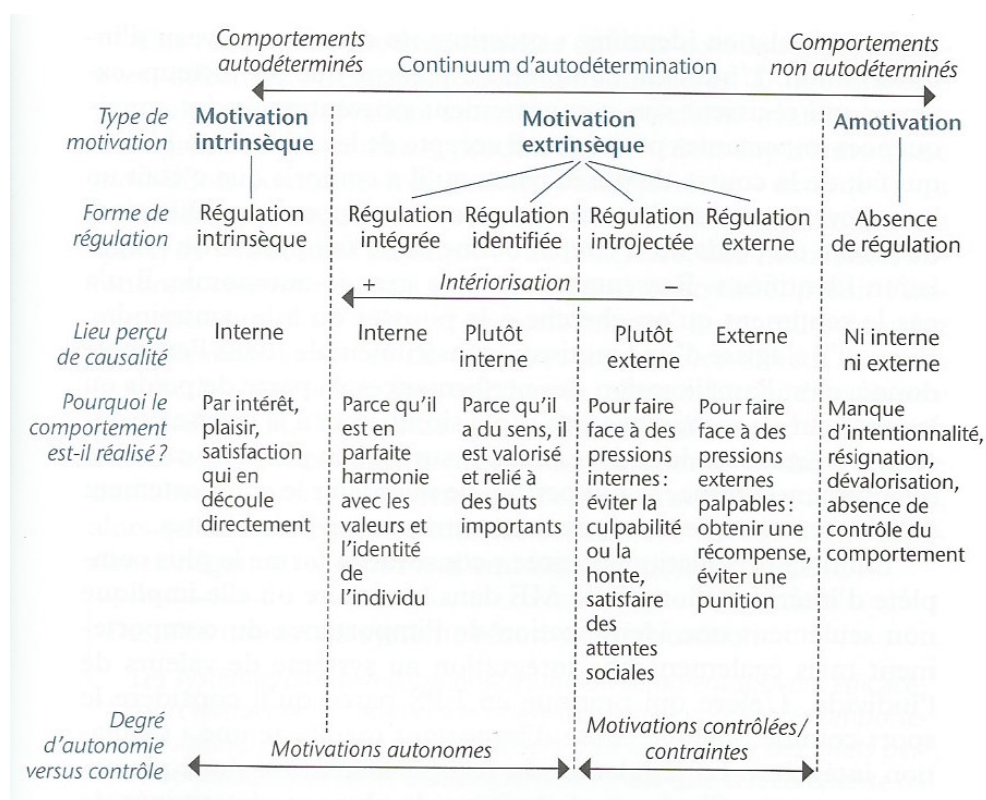 Comportements
autodéterminés
Continuum d'autodétermination
Comportements
non autodéterminés
Type de
motivation
Motivation
intrinsèque
Motivation
extrinsèque
Amotivation
Forme de
régulation
Régulation
intrinsèque
Régulation
intégrée
Régulation
identifiée
Régulation
introjectée
Régulation
externe
Absence
de régulation
+ Intériorisation –
Lieu perçu
de causalité
Interne
Interne
Plutôt
interne
Plutôt
externe
Externe
Ni interne
ni externe
Pourquoi le
comportement
est-il réalisé ?
Par intérêt,
plaisir,
satisfaction
qui en
découle
directement
Parce qu'il
est en
parfaite
harmonie
avec les
valeurs et
l'identité
de
l'individu
Parce qu'il
a du sens, il
est valorisé
et relié à
des buts
importants
Pour faire
face à des
pressions
internes :
éviter la
culpabilité
ou la
honte,
satisfaire
des
attentes
sociales
Pour faire
face à des
pressions
externes
palpables :
obtenir une
récompense,
éviter une
punition
Manque
d'intentionnalité,
résignation,
dévalorisation,
absence de
contrôle du
comportement
Degré
d'autonomie
versus contrôle
Motivations autonomes
Motivations contrôlées/
contraintes